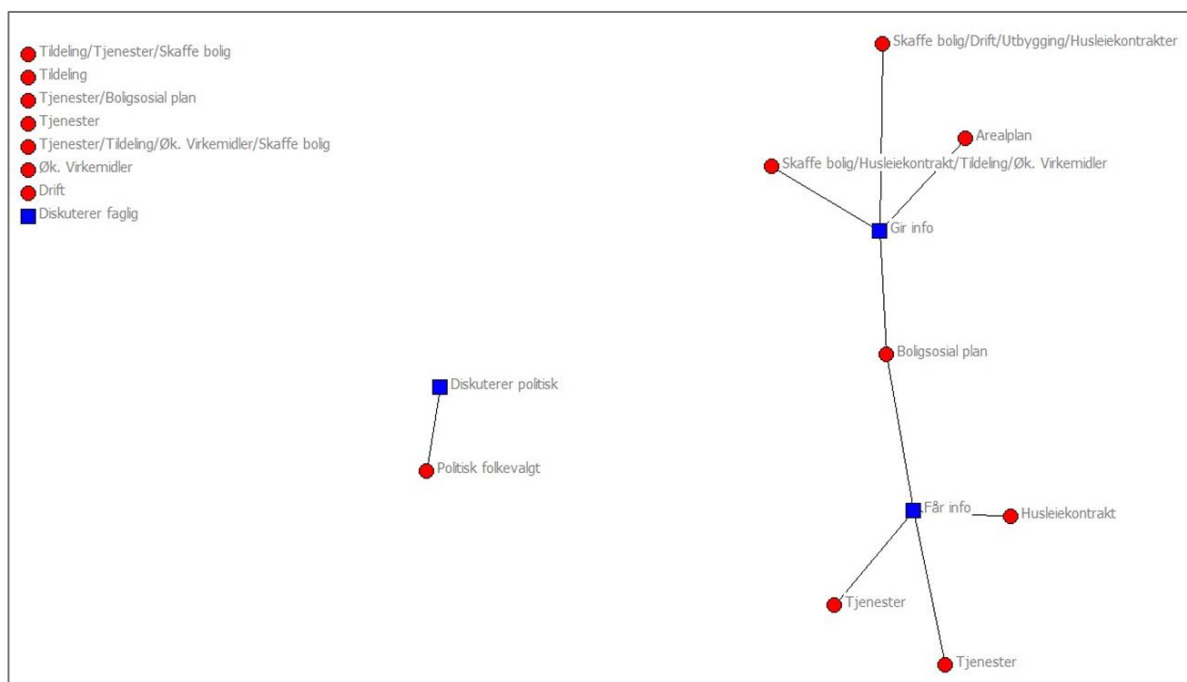 Tildeling/Tjenester/Skaffe bolig
Tildeling
Tjenester/Boligsosial plan
Tjenester
Tjenester/Tildeling/Øk. Virkemidler/Skaffe bolig
Øk. Virkemidler
Drift
Diskuterer faglig
Skaffe bolig/Drift/Utbygging/Husleiekontrakter
Arealplan
Skaffe bolig/Husleiekontrakt/Tildeling/Øk. Virkemidler
Gir info
Boligsosial plan
Diskuterer politisk
Politisk folkevalgt
Får info
Husleiekontrakt
Tjenester
Tjenester